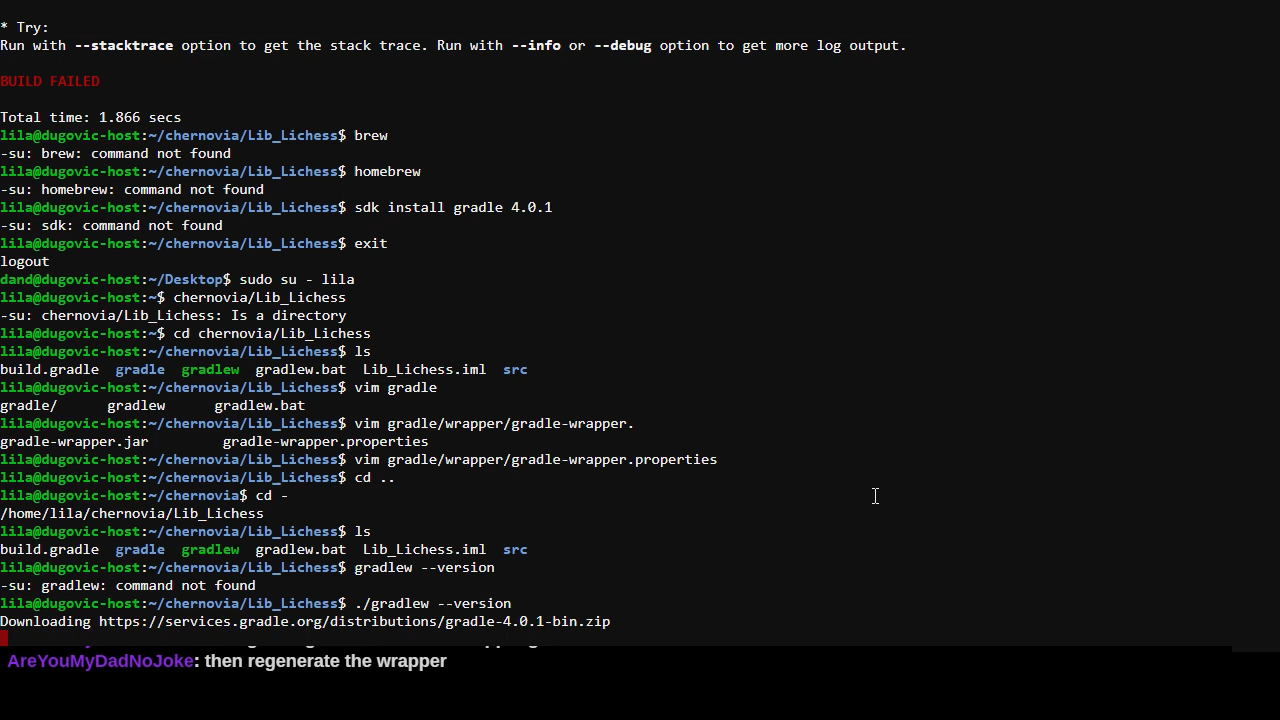 * Try:
Run with --stacktrace option to get the stack trace. Run with --info or --debug option to get more log output.
BUILD FAILED
Total time: 1.866 secs
lila@dugovic-host:~/chernovia/Lib_Lichess$ brew
-su: brew: command not found
lila@dugovic-host:~/chernovia/Lib_Lichess$ homebrew
-su: homebrew: command not found
lila@dugovic-host:~/chernovia/Lib_Lichess$ sdk install gradle 4.0.1
-su: sdk: command not found
lila@dugovic-host:~/chernovia/Lib_Lichess$ exit
logout
dand@dugovic-host:~/Desktop$ sudo su - lila
lila@dugovic-host:~$ chernovia/Lib_Lichess
-su: chernovia/Lib_Lichess: Is a directory
lila@dugovic-host:~$ cd chernovia/Lib_Lichess
lila@dugovic-host:~/chernovia/Lib_Lichess$ ls
build.gradle  gradle  gradlew  gradlew.bat  Lib_Lichess.iml  src
lila@dugovic-host:~/chernovia/Lib_Lichess$ vim gradle
gradle/      gradlew      gradlew.bat
lila@dugovic-host:~/chernovia/Lib_Lichess$ vim gradle/wrapper/gradle-wrapper.
gradle-wrapper.jar         gradle-wrapper.properties
lila@dugovic-host:~/chernovia/Lib_Lichess$ vim gradle/wrapper/gradle-wrapper.properties
lila@dugovic-host:~/chernovia/Lib_Lichess$ cd ..
lila@dugovic-host:~/chernovia$ cd -
/home/lila/chernovia/Lib_Lichess
lila@dugovic-host:~/chernovia/Lib_Lichess$ ls
build.gradle  gradle  gradlew  gradlew.bat  Lib_Lichess.iml  src
lila@dugovic-host:~/chernovia/Lib_Lichess$ gradlew --version
-su: gradlew: command not found
lila@dugovic-host:~/chernovia/Lib_Lichess$ ./gradlew --version
Downloading https://services.gradle.org/distributions/gradle-4.0.1-bin.zip
AreYouMyDadNoJoke: then regenerate the wrapper